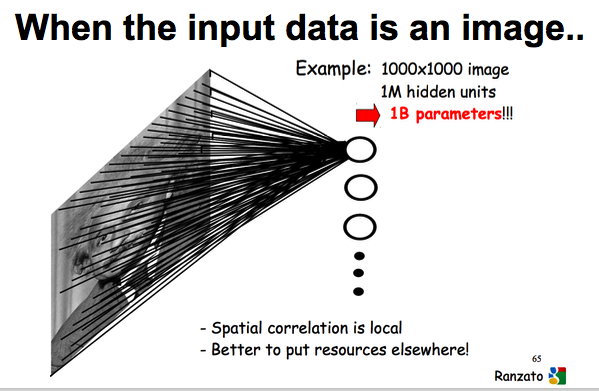 When the input data is an image..
Example: 1000x1000 image
1M hidden units
1B parameters!!!
- Spatial correlation is local
- Better to put resources elsewhere!
65
Ranzato